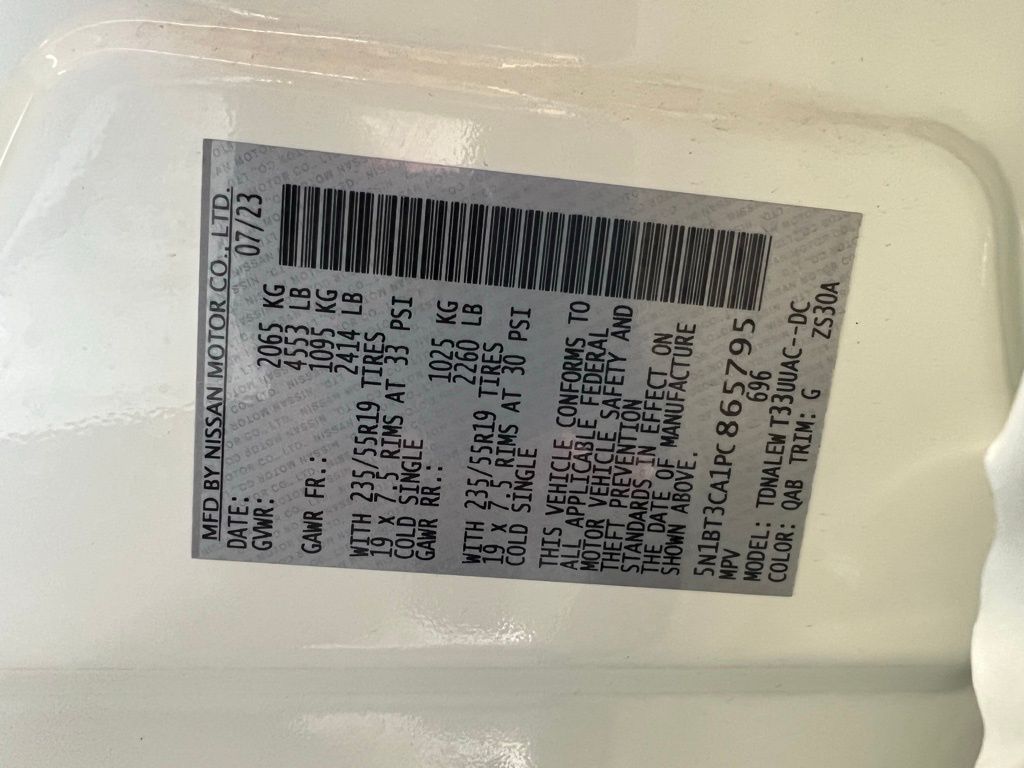 MFD BY NISSAN MOTOR CO., LTD.
DATE: 07/23
GVWR: 2065 KG
4553 LB
GAWR FR.: 1095 KG
2414 LB
WITH 235/55R19 TIRES
19 X 7.5 RIMS AT 33 PSI
COLD SINGLE
GAWR RR.: 1025 KG
2260 LB
WITH 235/55R19 TIRES
19 X 7.5 RIMS AT 30 PSI
COLD SINGLE
THIS VEHICLE CONFORMS TO
ALL APPLICABLE FEDERAL
MOTOR VEHICLE SAFETY AND
THEFT PREVENTION
STANDARDS IN EFFECT ON
THE DATE OF MANUFACTURE
SHOWN ABOVE.
5N1BT3CA1PC865795
MPV 696
MODEL: TDNALEWT33UUAC--DC
COLOR: QAB TRIM: G ZS30A